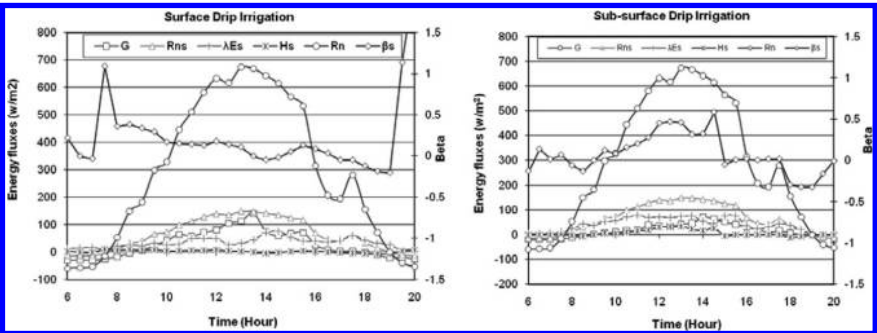 Surface Drip Irrigation
G Rns λEs Hs Rn βs
Energy fluxes (w/m2)
800
700
600
500
400
300
200
100
0
-100
1.5
1
0.5
0
-0.5
-1
-1.5
Beta
6 8 10 12 14 16 18 20
Time (Hour)
Sub-surface Drip Irrigation
G Rns λEs Hs Rn βs
Energy fluxes (w/m²)
800
700
600
500
400
300
200
100
0
-100
-200
1.5
1
0.5
0
-0.5
-1
-1.5
Beta
6 8 10 12 14 16 18 20
Time (Hour)